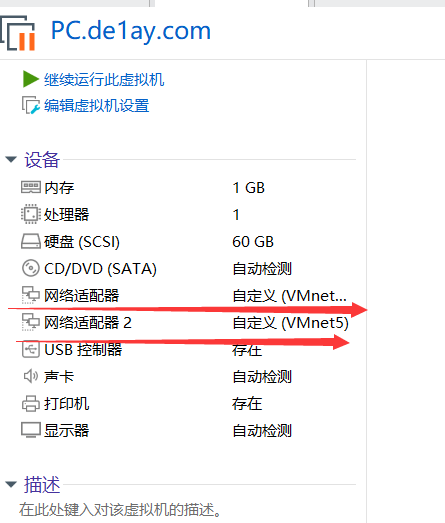 PC.de1ay.com
继续运行此虚拟机
编辑虚拟机设置
设备
内存 1 GB
处理器 1
硬盘 (SCSI) 60 GB
CD/DVD (SATA) 自动检测
网络适配器 自定义 (VMnet...
网络适配器 2 自定义 (VMnet5)
USB 控制器 存在
声卡 自动检测
打印机 存在
显示器 自动检测
描述
在此处键入对该虚拟机的描述。